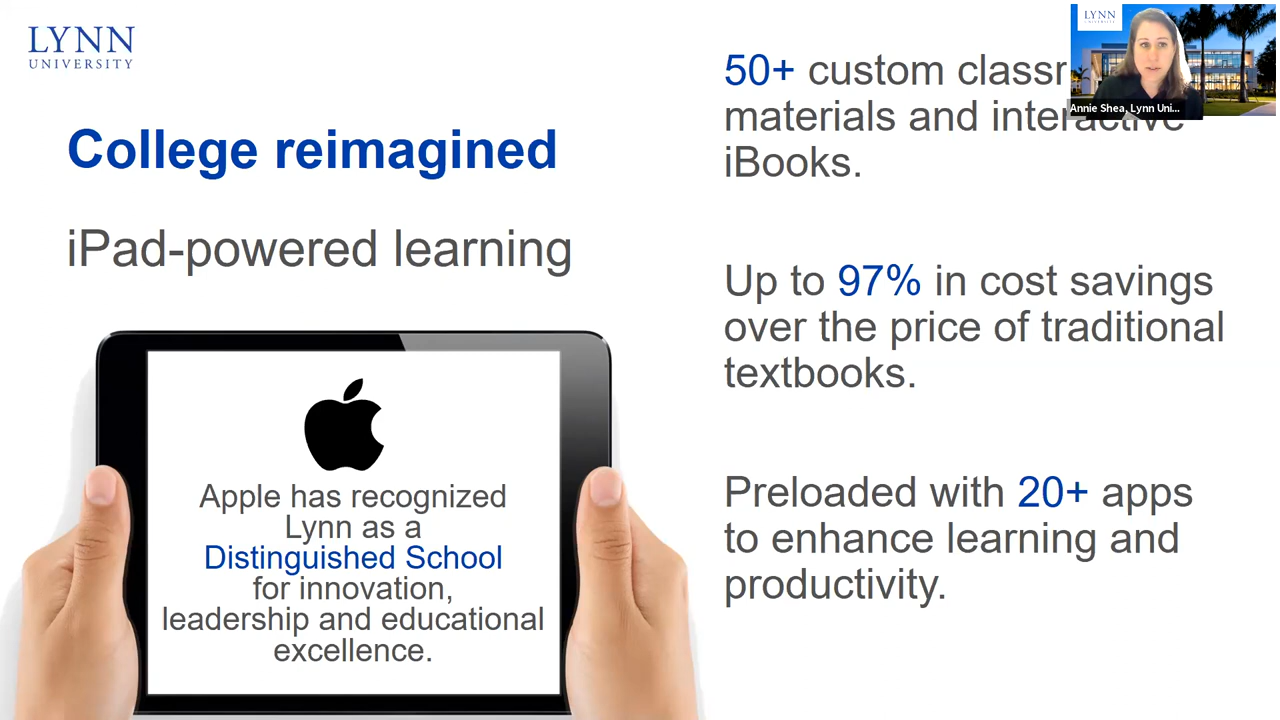 LYNN
UNIVERSITY
College reimagined
iPad-powered learning
Apple has recognized
Lynn as a
Distinguished School
for innovation,
leadership and educational
excellence.
50+ custom
materials and interactive
iBooks.
Up to 97% in cost savings
over the price of traditional
textbooks.
Preloaded with 20+ apps
to enhance learning and
productivity.
LYNN
Annie Shea, Lynn Uni...